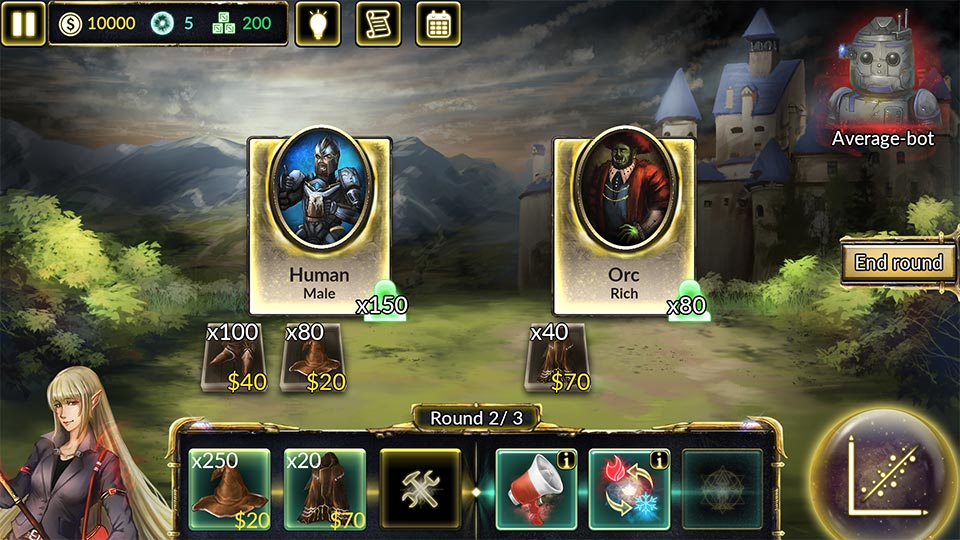 10000 5 200
Average-bot
Human
Male
x150
Orc
Rich
x80
End round
x100
$40
x80
$20
x40
$70
Round 2/ 3
x250
$20
x20
$70
i
i